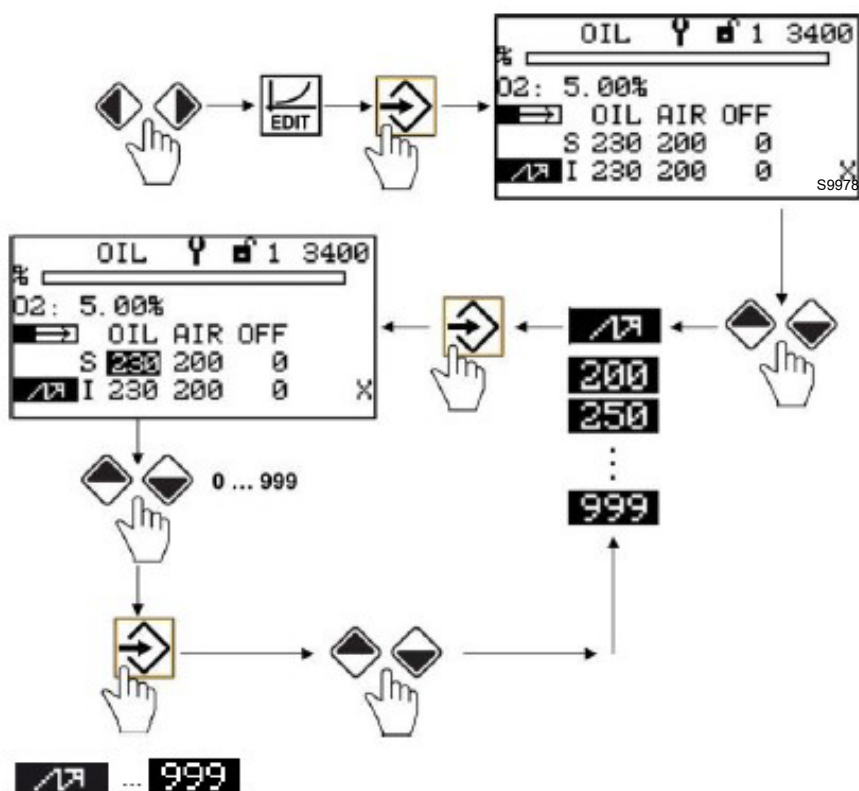 OIL 1 3400
%
O2: 5.00%
OIL AIR OFF
S 230 200 0
I 230 200 0 X
S9978
EDIT
OIL 1 3400
%
O2: 5.00%
OIL AIR OFF
S 230 200 0
I 230 200 0 X
200
250
999
0 ... 999
... 999